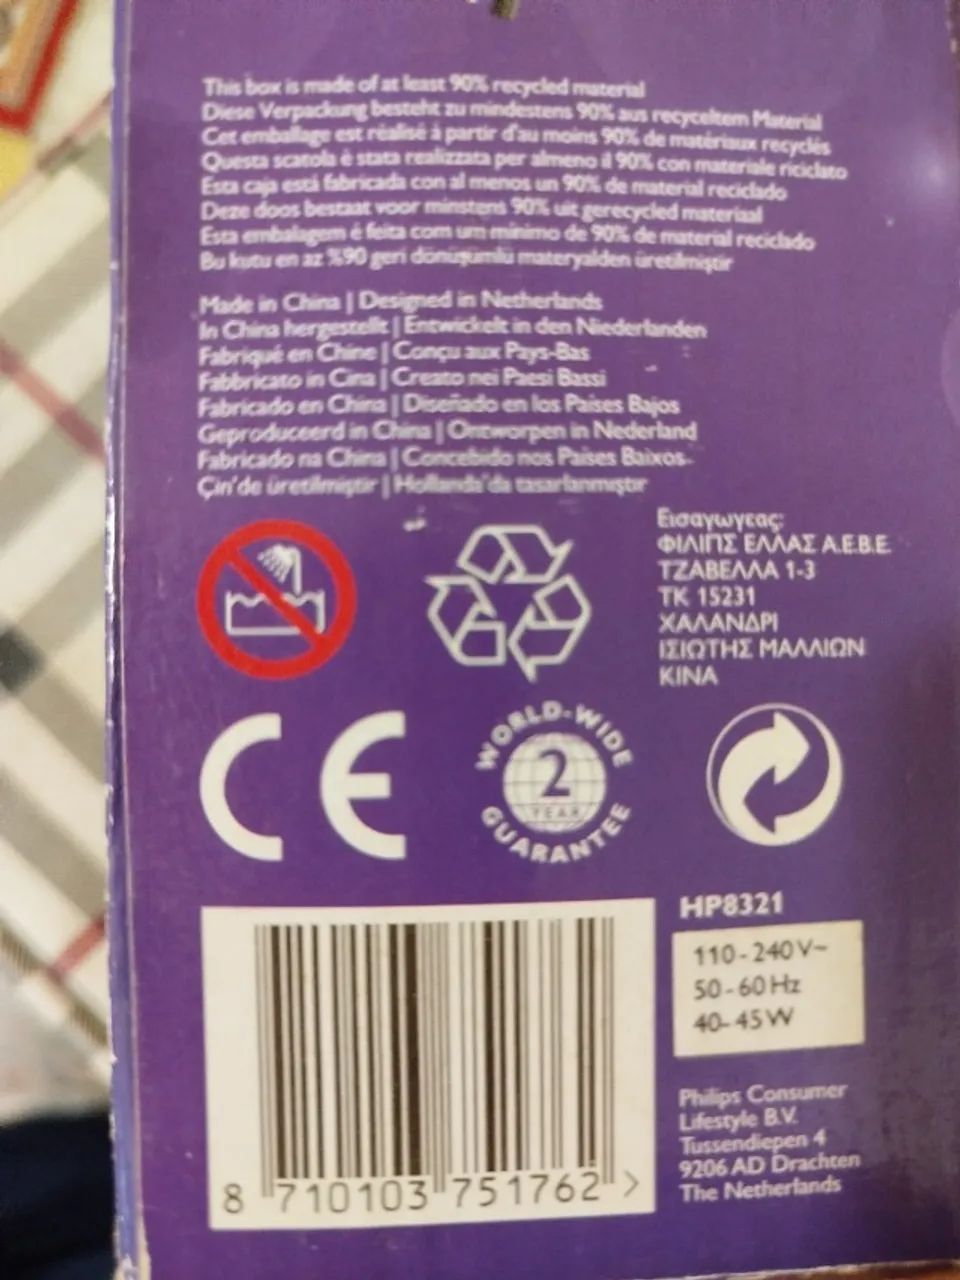 This box is made of at least 90% recycled material
Diese Verpackung besteht zu mindestens 90% aus recyceltem Material
Cet emballage est réalisé à partir d'au moins 90% de matériaux recyclés
Questa scatola è stata realizzata per almeno il 90% con materiale riciclato
Esta caja está fabricada con al menos un 90% de material reciclado
Deze doos bestaat voor minstens 90% uit gerecycled materiaal
Esta embalagem é feita com um mínimo de 90% de material reciclado
Bu kutu en az %90 geri dönüşümlü materyalden üretilmiştir
Made in China | Designed in Netherlands
In China hergestellt | Entwickelt in den Niederlanden
Fabriqué en Chine | Conçu aux Pays-Bas
Fabbricato in Cina | Creato nei Paesi Bassi
Fabricado en China | Diseñado en los Países Bajos
Geproduceerd in China | Ontworpen in Nederland
Fabricado na China | Concebido nos Países Baixos.
Çin'de üretilmiştir | Hollanda'da tasarlanmıştır
Εισαγωγεας:
ΦΙΛΙΠΣ ΕΛΛΑΣ Α.Ε.Β.Ε.
ΤΖΑΒΕΛΛΑ 1-3
ΤΚ 15231
ΧΑΛΑΝΔΡΙ
ΙΣΙΩΤΗΣ ΜΑΛΛΙΩΝ
ΚΙΝΑ
CE
WORLD-WIDE
2
YEAR
GUARANTEE
HP8321
110-240V~
50-60Hz
40-45W
8 710103 751762 >
Philips Consumer
Lifestyle B.V.
Tussendiepen 4
9206 AD Drachten
The Netherlands